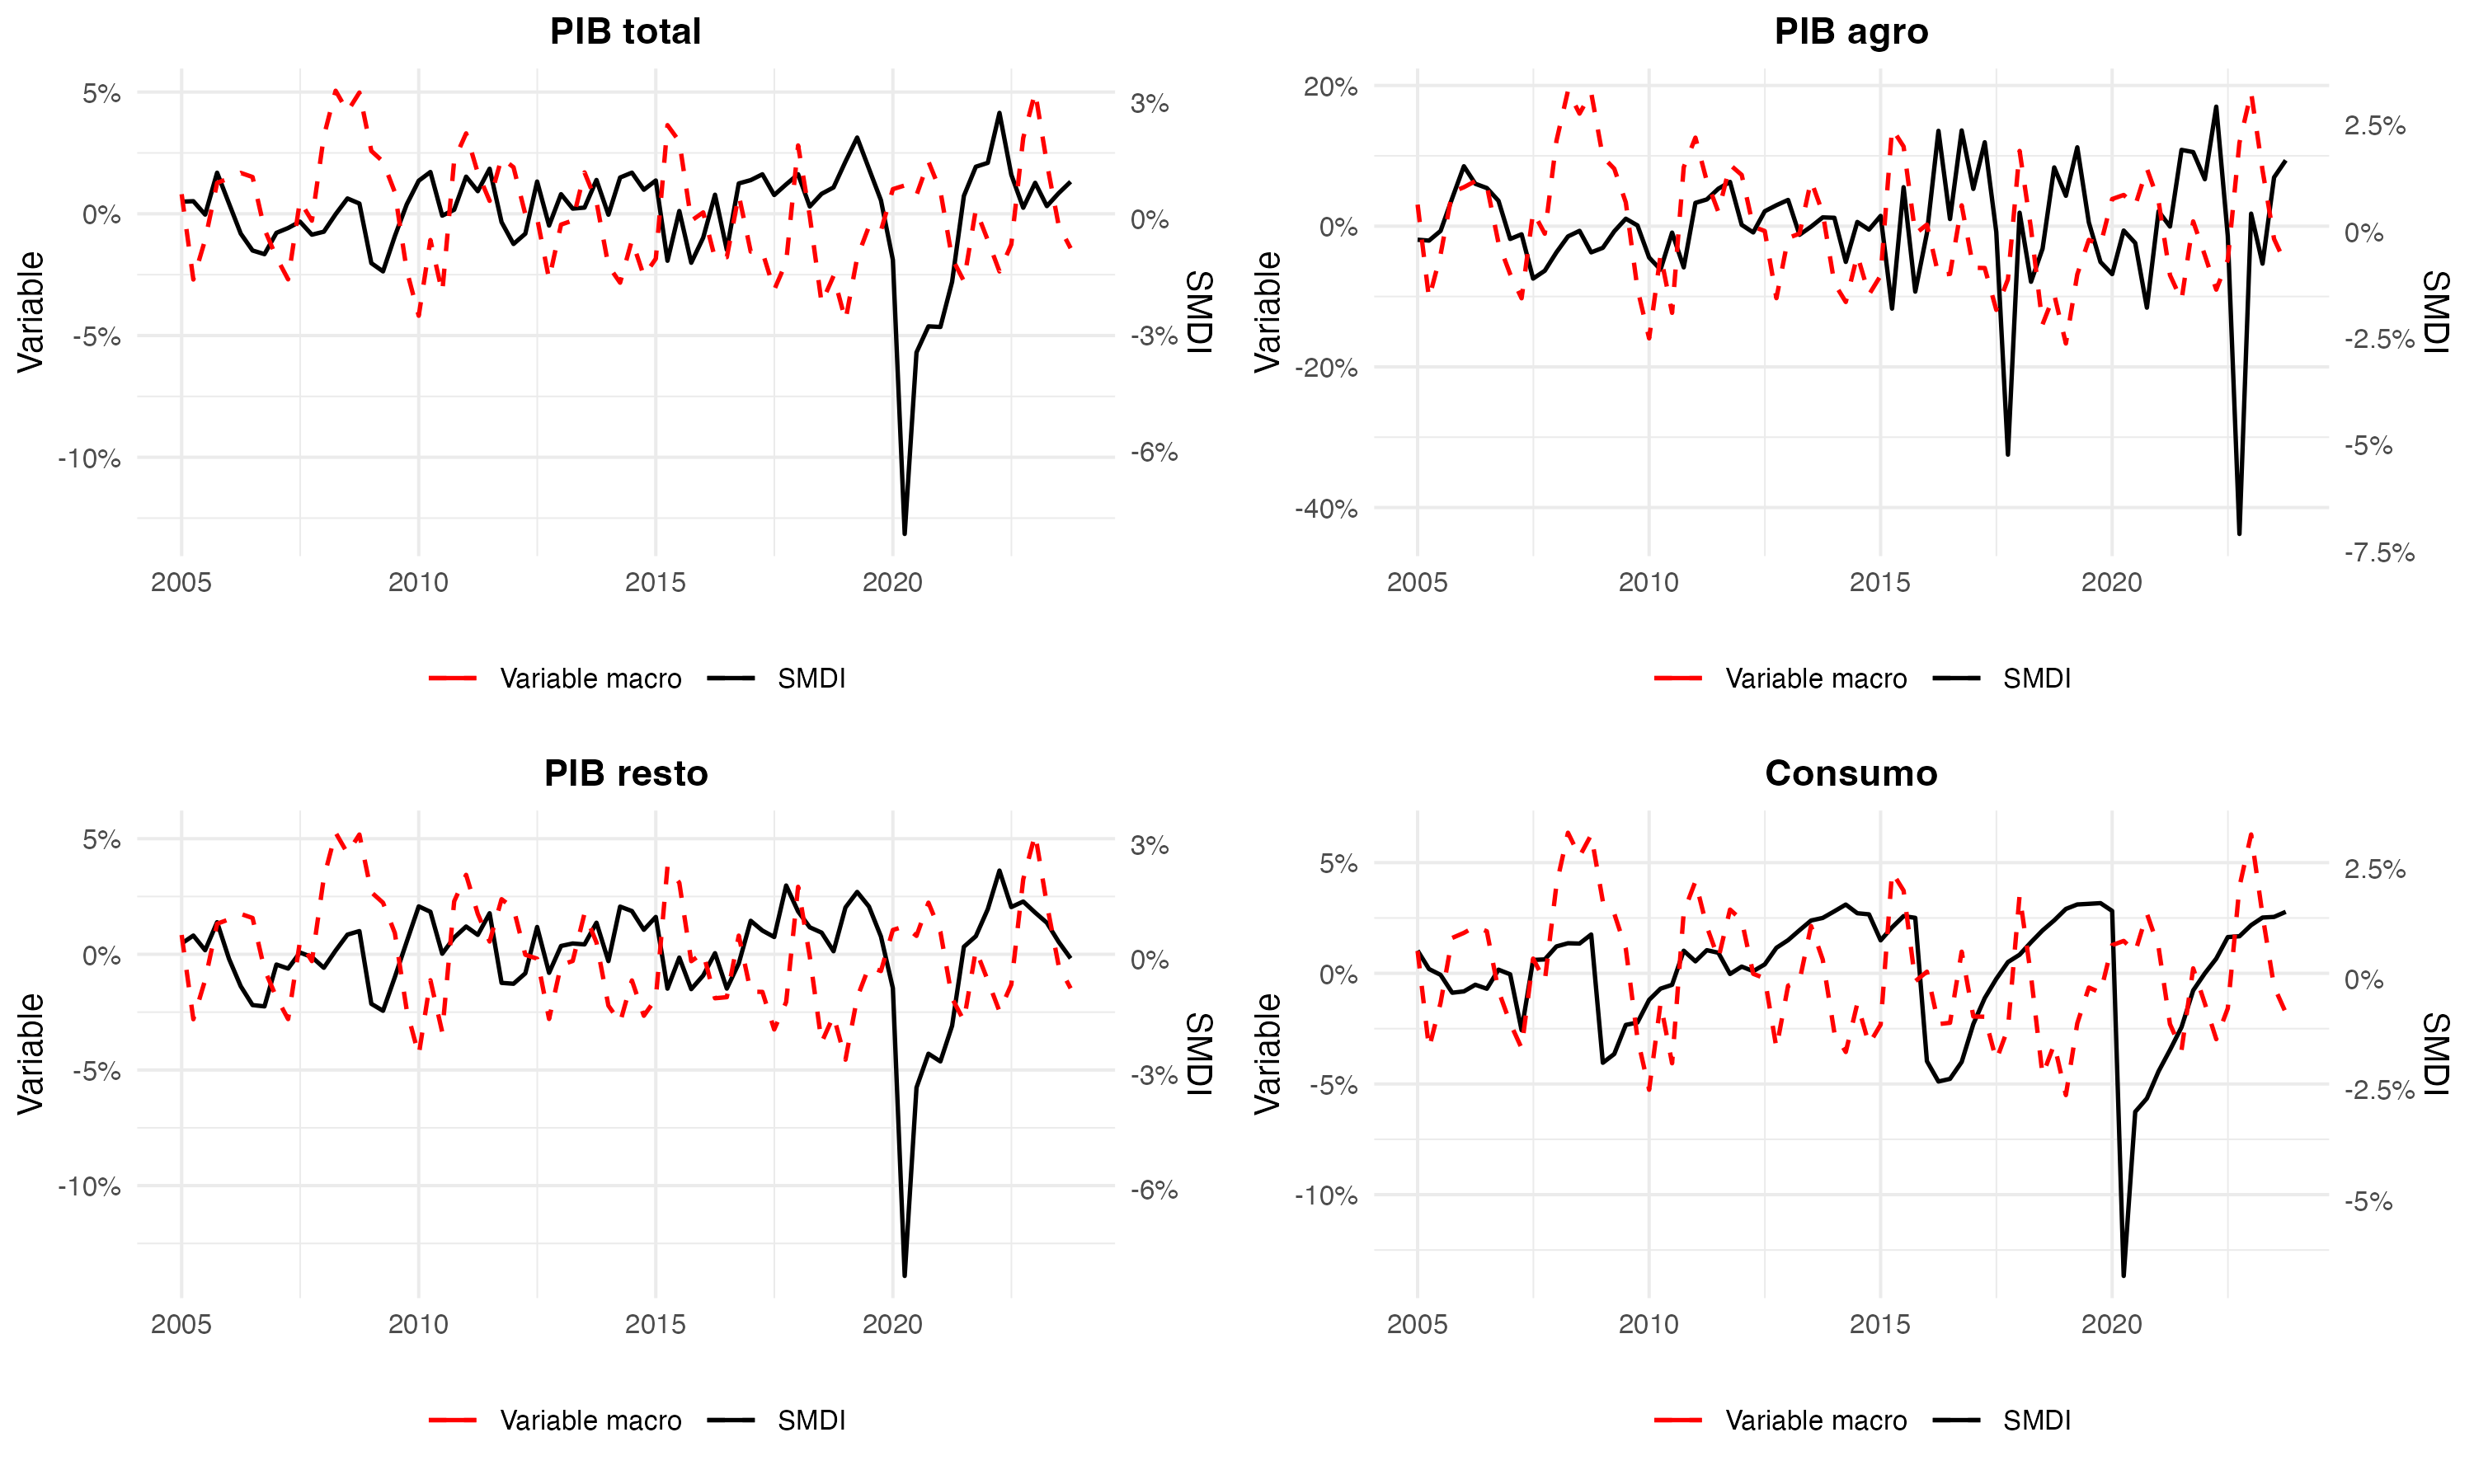 PIB total
5%
0%
-5%
-10%
3%
0%
-3%
-6%
Variable
SMDI
2005 2010 2015 2020
Variable macro SMDI
PIB agro
20%
0%
-20%
-40%
2.5%
0%
-2.5%
-5%
-7.5%
Variable
SMDI
2005 2010 2015 2020
Variable macro SMDI
PIB resto
5%
0%
-5%
-10%
3%
0%
-3%
-6%
Variable
SMDI
2005 2010 2015 2020
Variable macro SMDI
Consumo
5%
0%
-5%
-10%
2.5%
0%
-2.5%
-5%
Variable
SMDI
2005 2010 2015 2020
Variable macro SMDI